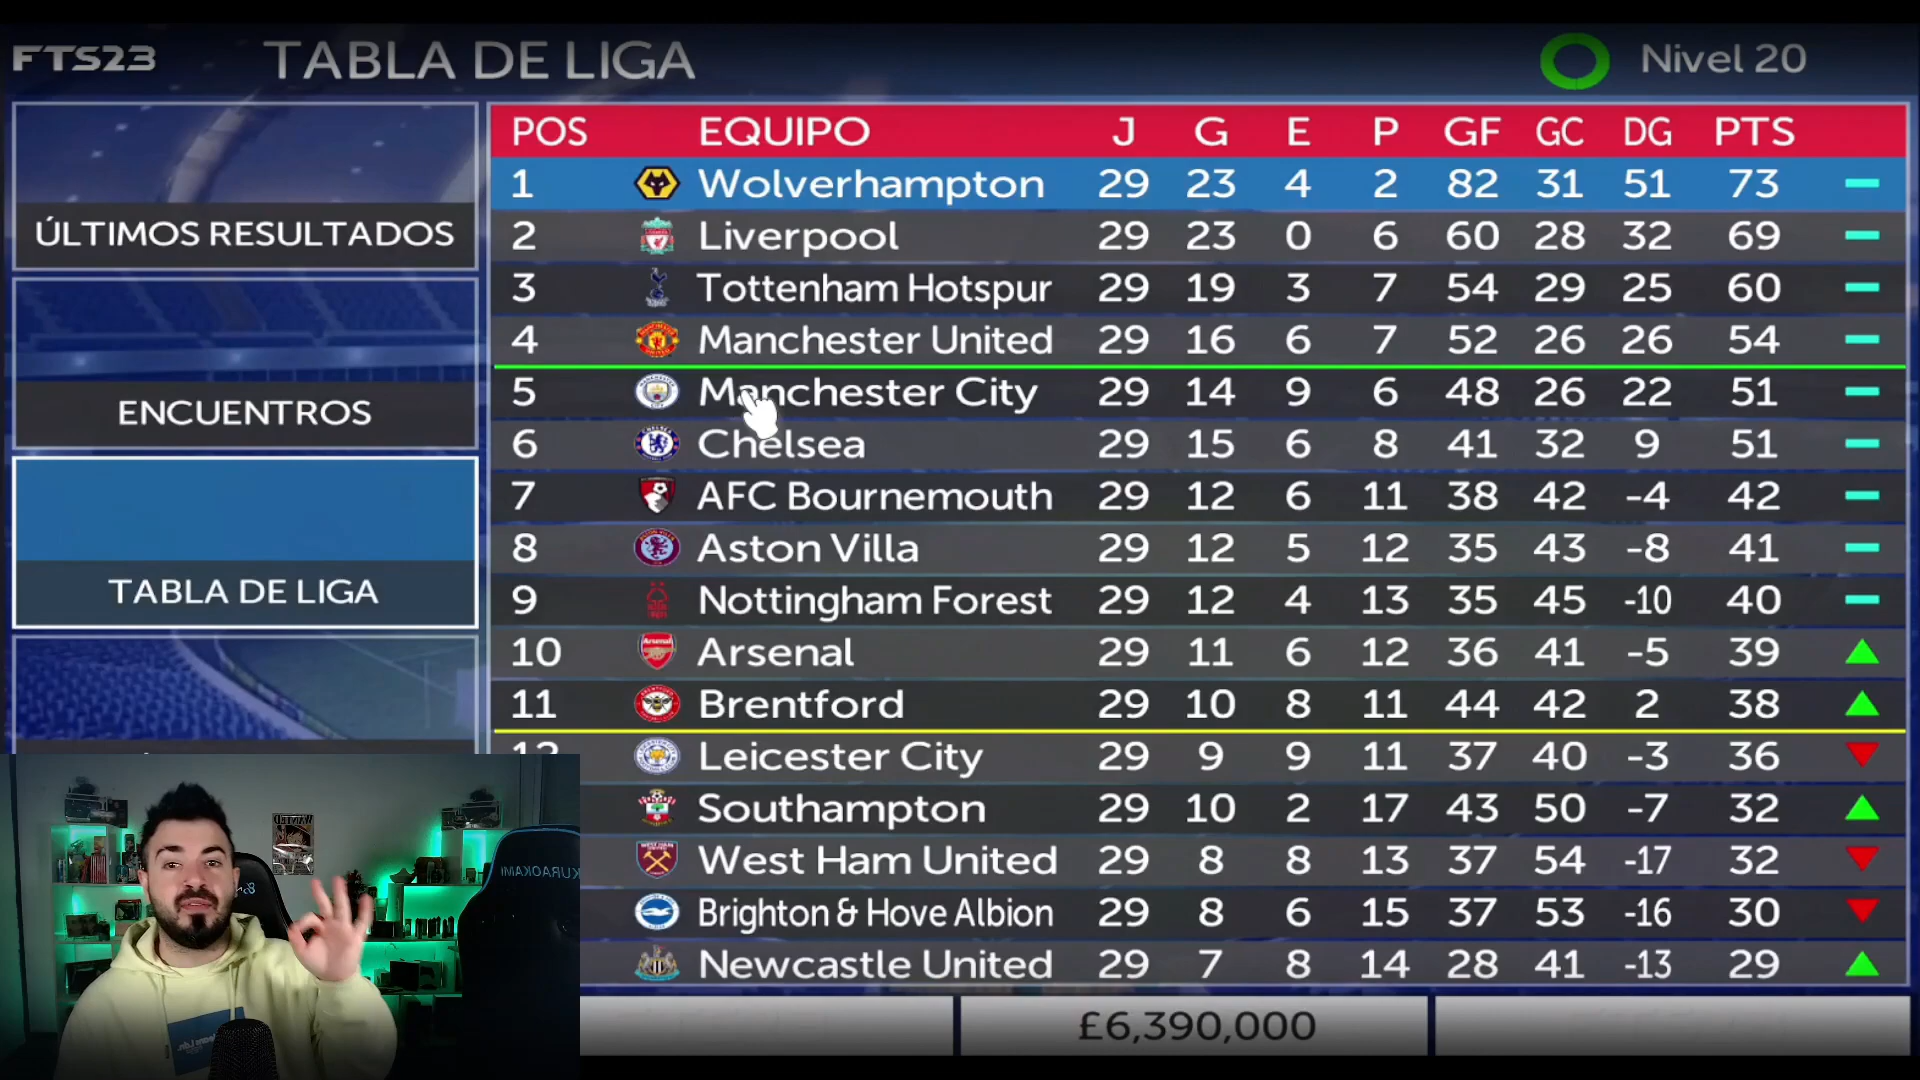 FTS23 TABLA DE LIGA Nivel 20
ÚLTIMOS RESULTADOS
ENCUENTROS
TABLA DE LIGA
POS EQUIPO J G E P GF GC DG PTS
1 Wolverhampton 29 23 4 2 82 31 51 73
2 Liverpool 29 23 0 6 60 28 32 69
3 Tottenham Hotspur 29 19 3 7 54 29 25 60
4 Manchester United 29 16 6 7 52 26 26 54
5 Manchester City 29 14 9 6 48 26 22 51
6 Chelsea 29 15 6 8 41 32 9 51
7 AFC Bournemouth 29 12 6 11 38 42 -4 42
8 Aston Villa 29 12 5 12 35 43 -8 41
9 Nottingham Forest 29 12 4 13 35 45 -10 40
10 Arsenal 29 11 6 12 36 41 -5 39
11 Brentford 29 10 8 11 44 42 2 38
12 Leicester City 29 9 9 11 37 40 -3 36
Southampton 29 10 2 17 43 50 -7 32
West Ham United 29 8 8 13 37 54 -17 32
Brighton & Hove Albion 29 8 6 15 37 53 -16 30
Newcastle United 29 7 8 14 28 41 -13 29
£6,390,000
WANTED
KURAOKAMI